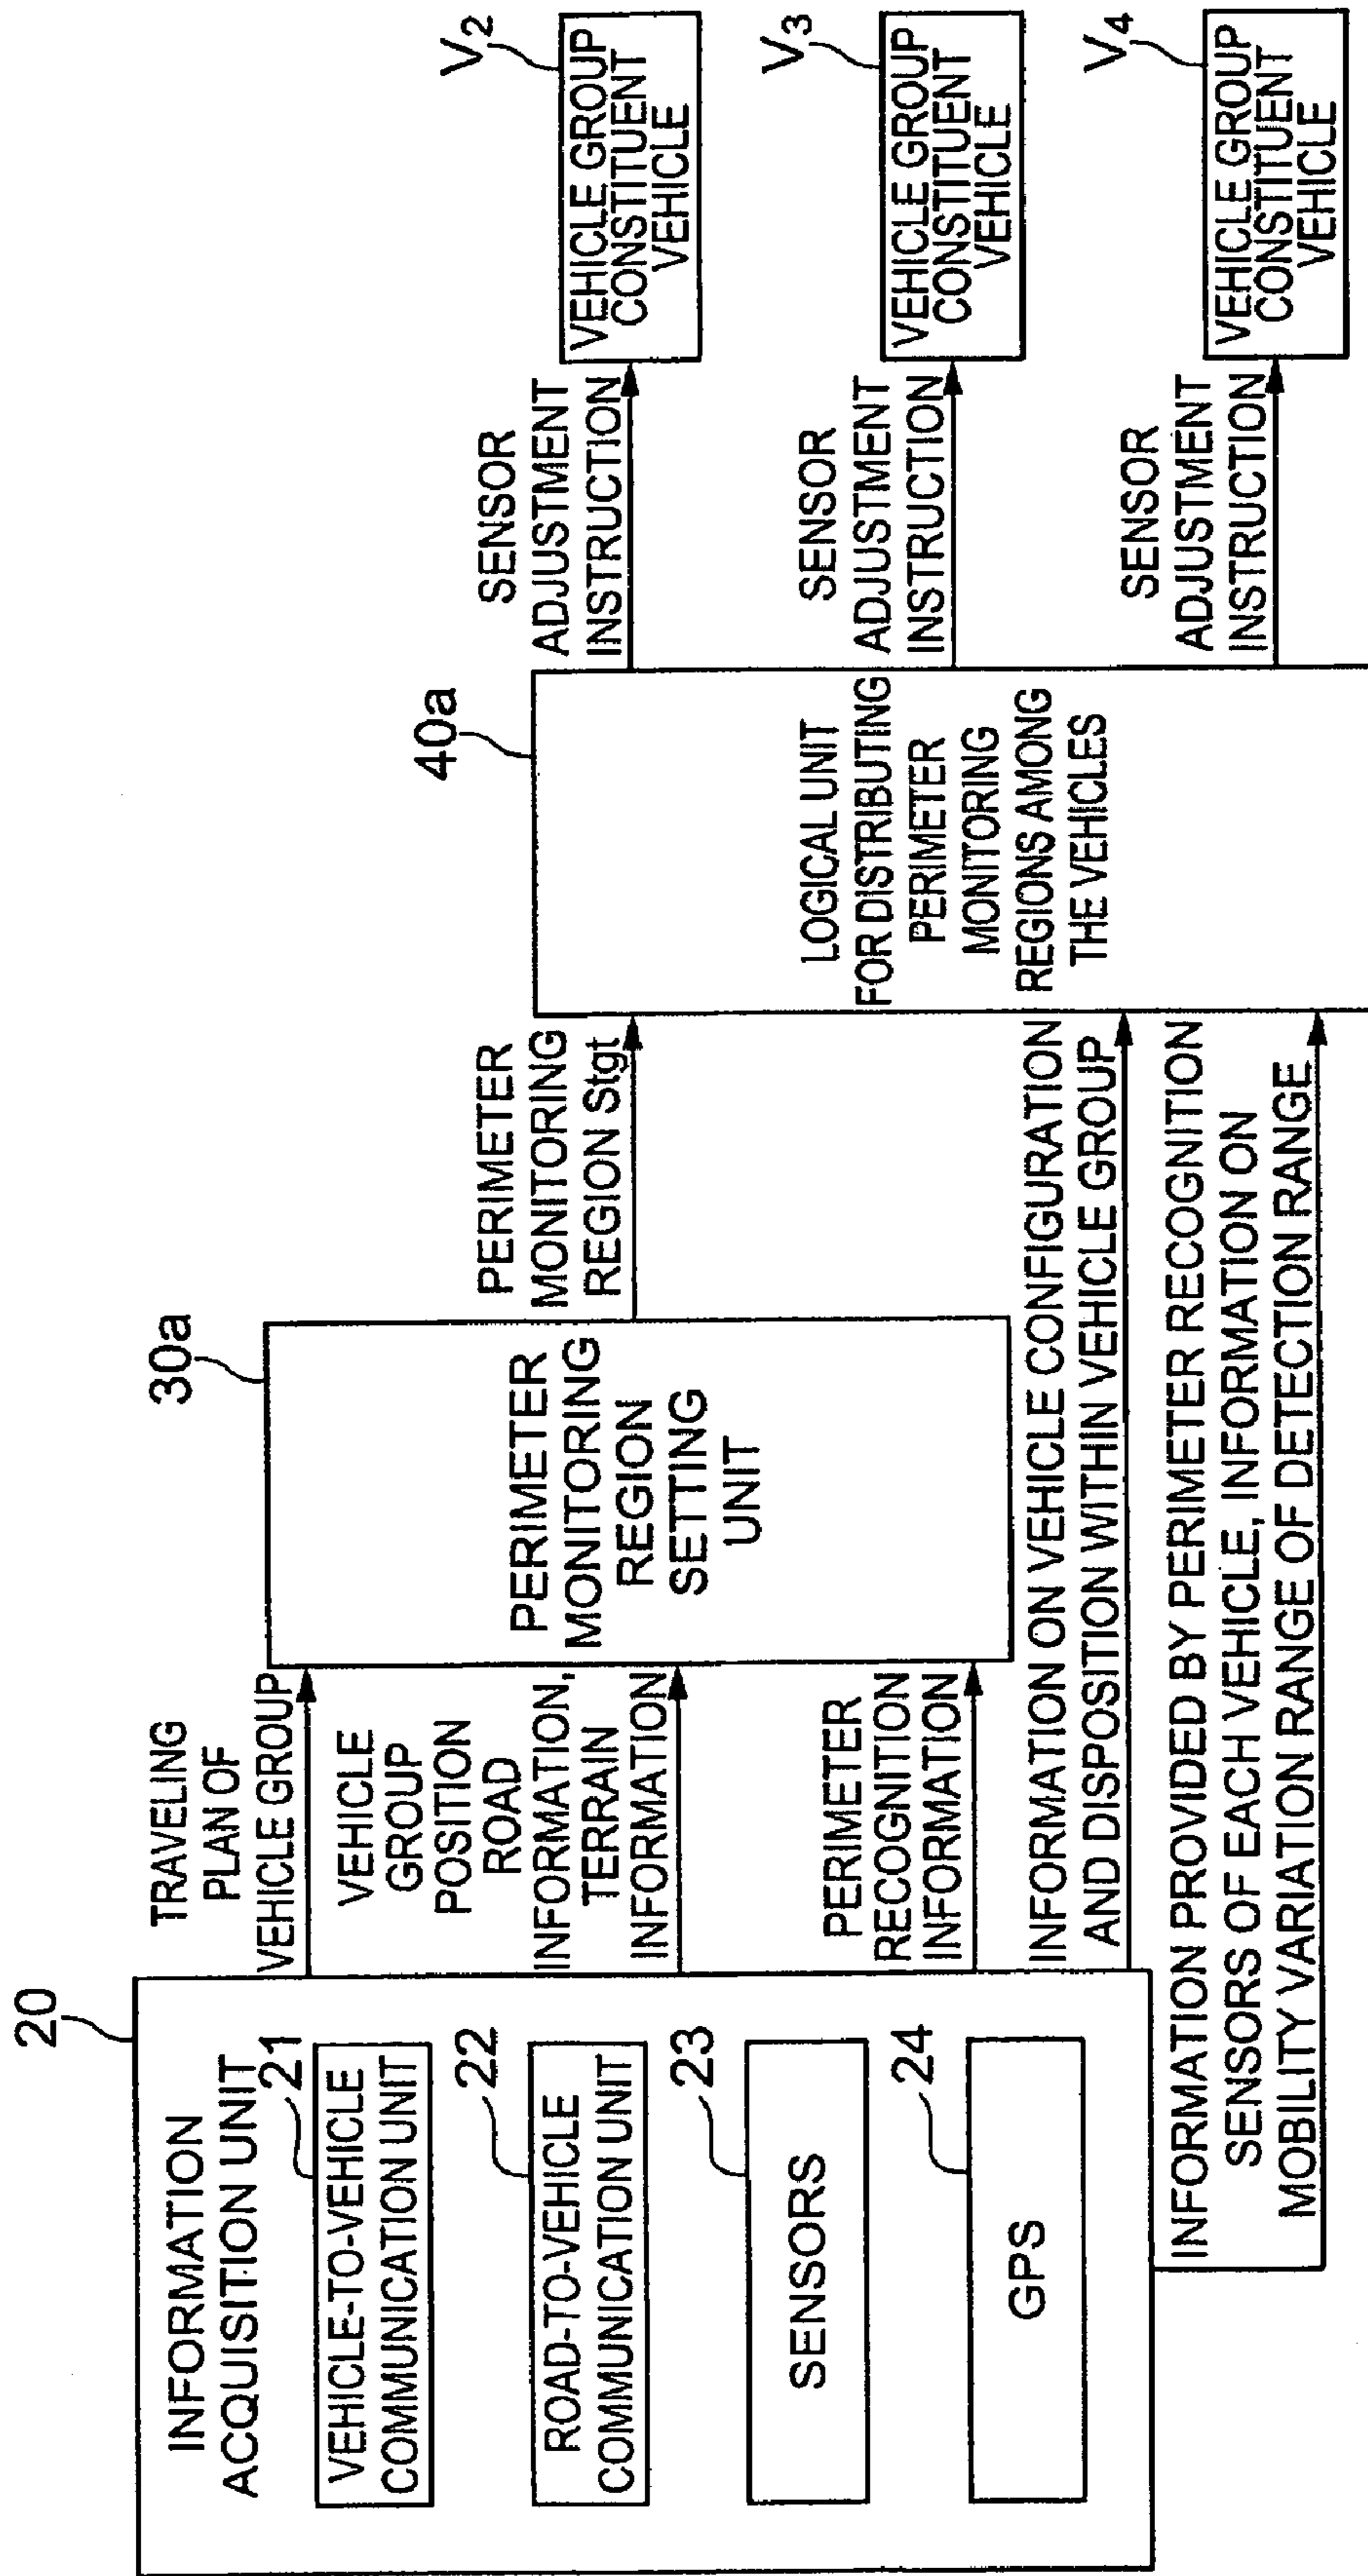 20
INFORMATION
ACQUISITION UNIT
21
VEHICLE-TO-VEHICLE
COMMUNICATION UNIT
22
ROAD-TO-VEHICLE
COMMUNICATION UNIT
23
SENSORS
24
GPS
TRAVELING
PLAN OF
VEHICLE GROUP
VEHICLE
GROUP
POSITION
ROAD
INFORMATION,
TERRAIN
INFORMATION
PERIMETER
RECOGNITION
INFORMATION
INFORMATION ON VEHICLE CONFIGURATION
AND DISPOSITION WITHIN VEHICLE GROUP
INFORMATION PROVIDED BY PERIMETER RECOGNITION
SENSORS OF EACH VEHICLE, INFORMATION ON
MOBILITY VARIATION RANGE OF DETECTION RANGE
30a
PERIMETER
MONITORING
REGION
SETTING
UNIT
PERIMETER
MONITORING
REGION Stgt
40a
LOGICAL UNIT
FOR DISTRIBUTING
PERIMETER
MONITORING
REGIONS AMONG
THE VEHICLES
SENSOR
ADJUSTMENT
INSTRUCTION
SENSOR
ADJUSTMENT
INSTRUCTION
SENSOR
ADJUSTMENT
INSTRUCTION
V2
VEHICLE GROUP
CONSTITUENT
VEHICLE
V3
VEHICLE GROUP
CONSTITUENT
VEHICLE
V4
VEHICLE GROUP
CONSTITUENT
VEHICLE